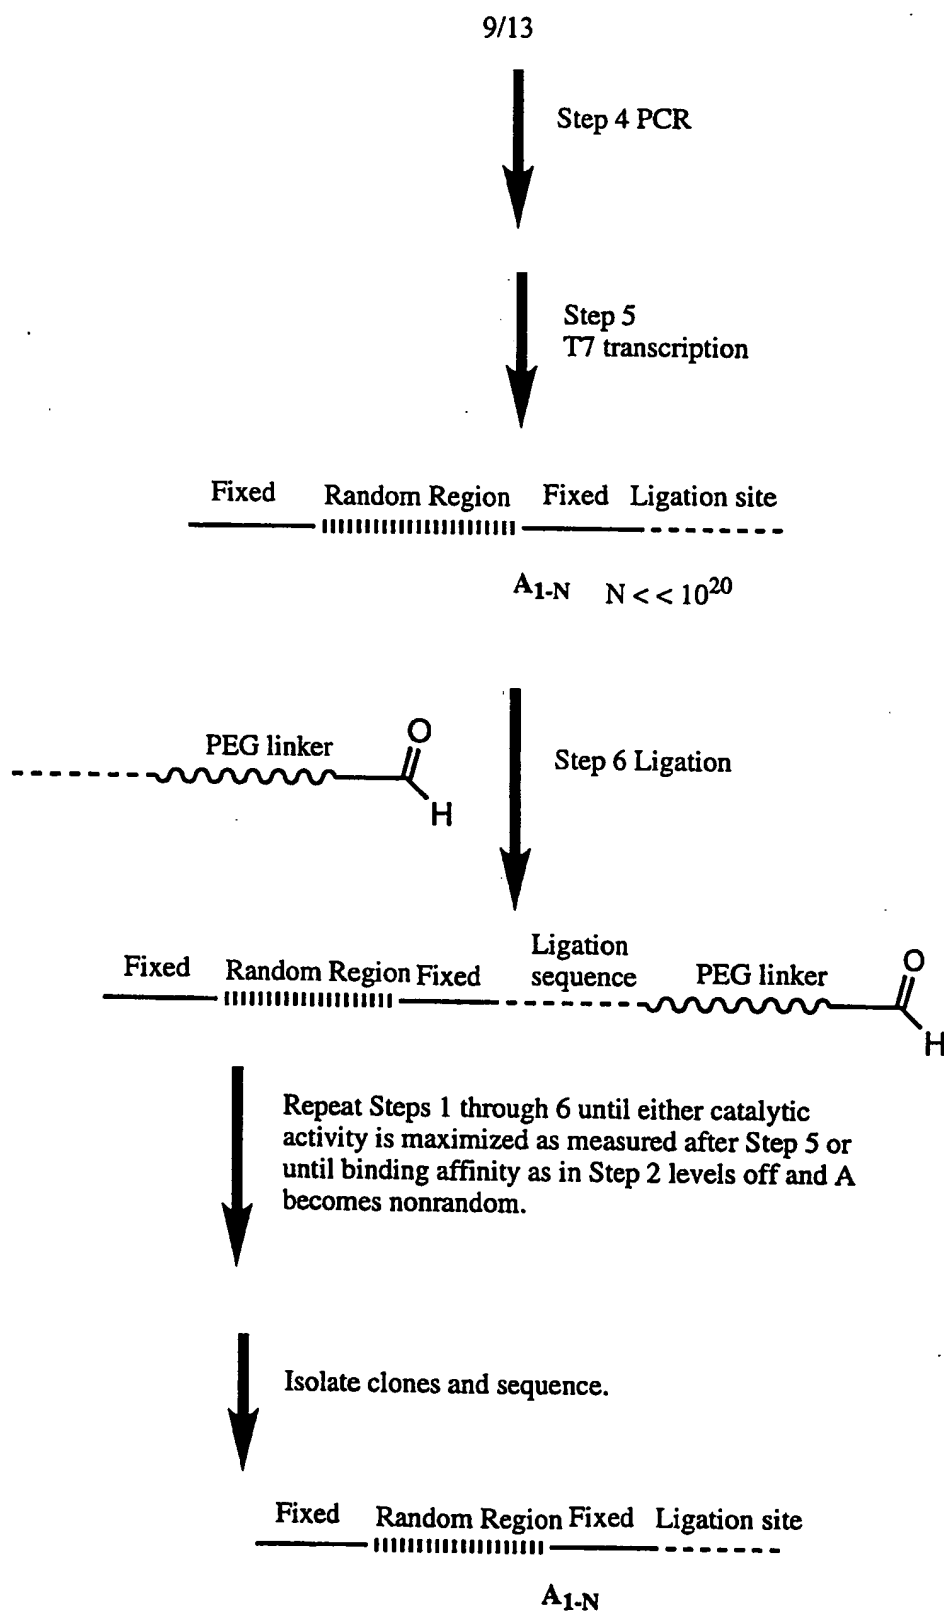 9/13
Step 4 PCR
Step 5
T7 transcription
Fixed Random Region Fixed Ligation site
A1-N N < < 10^20
PEG linker
O
H
Step 6 Ligation
Fixed Random Region Fixed Ligation
sequence PEG linker
O
H
Repeat Steps 1 through 6 until either catalytic
activity is maximized as measured after Step 5 or
until binding affinity as in Step 2 levels off and A
becomes nonrandom.
Isolate clones and sequence.
Fixed Random Region Fixed Ligation site
A1-N